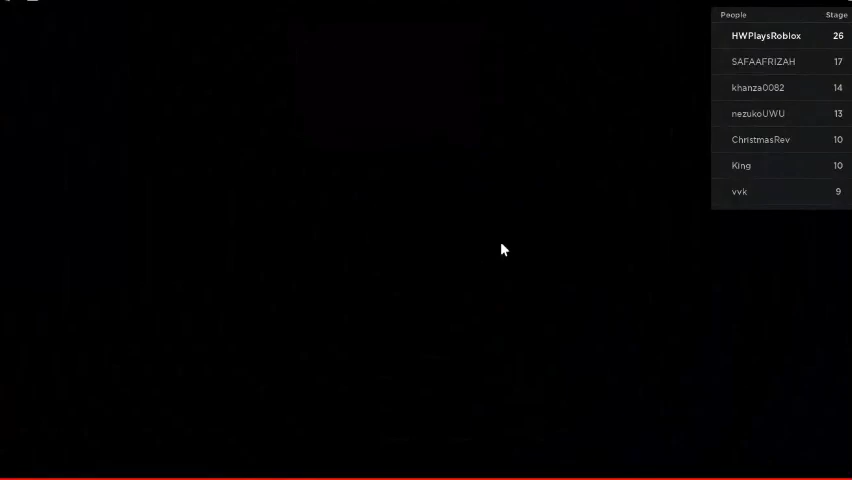 People Stage
HWPlaysRoblox 26
SAFAAFRIZAH 17
khanza0082 14
nezukoUWU 13
ChristmasRev 10
King 10
vvk 9